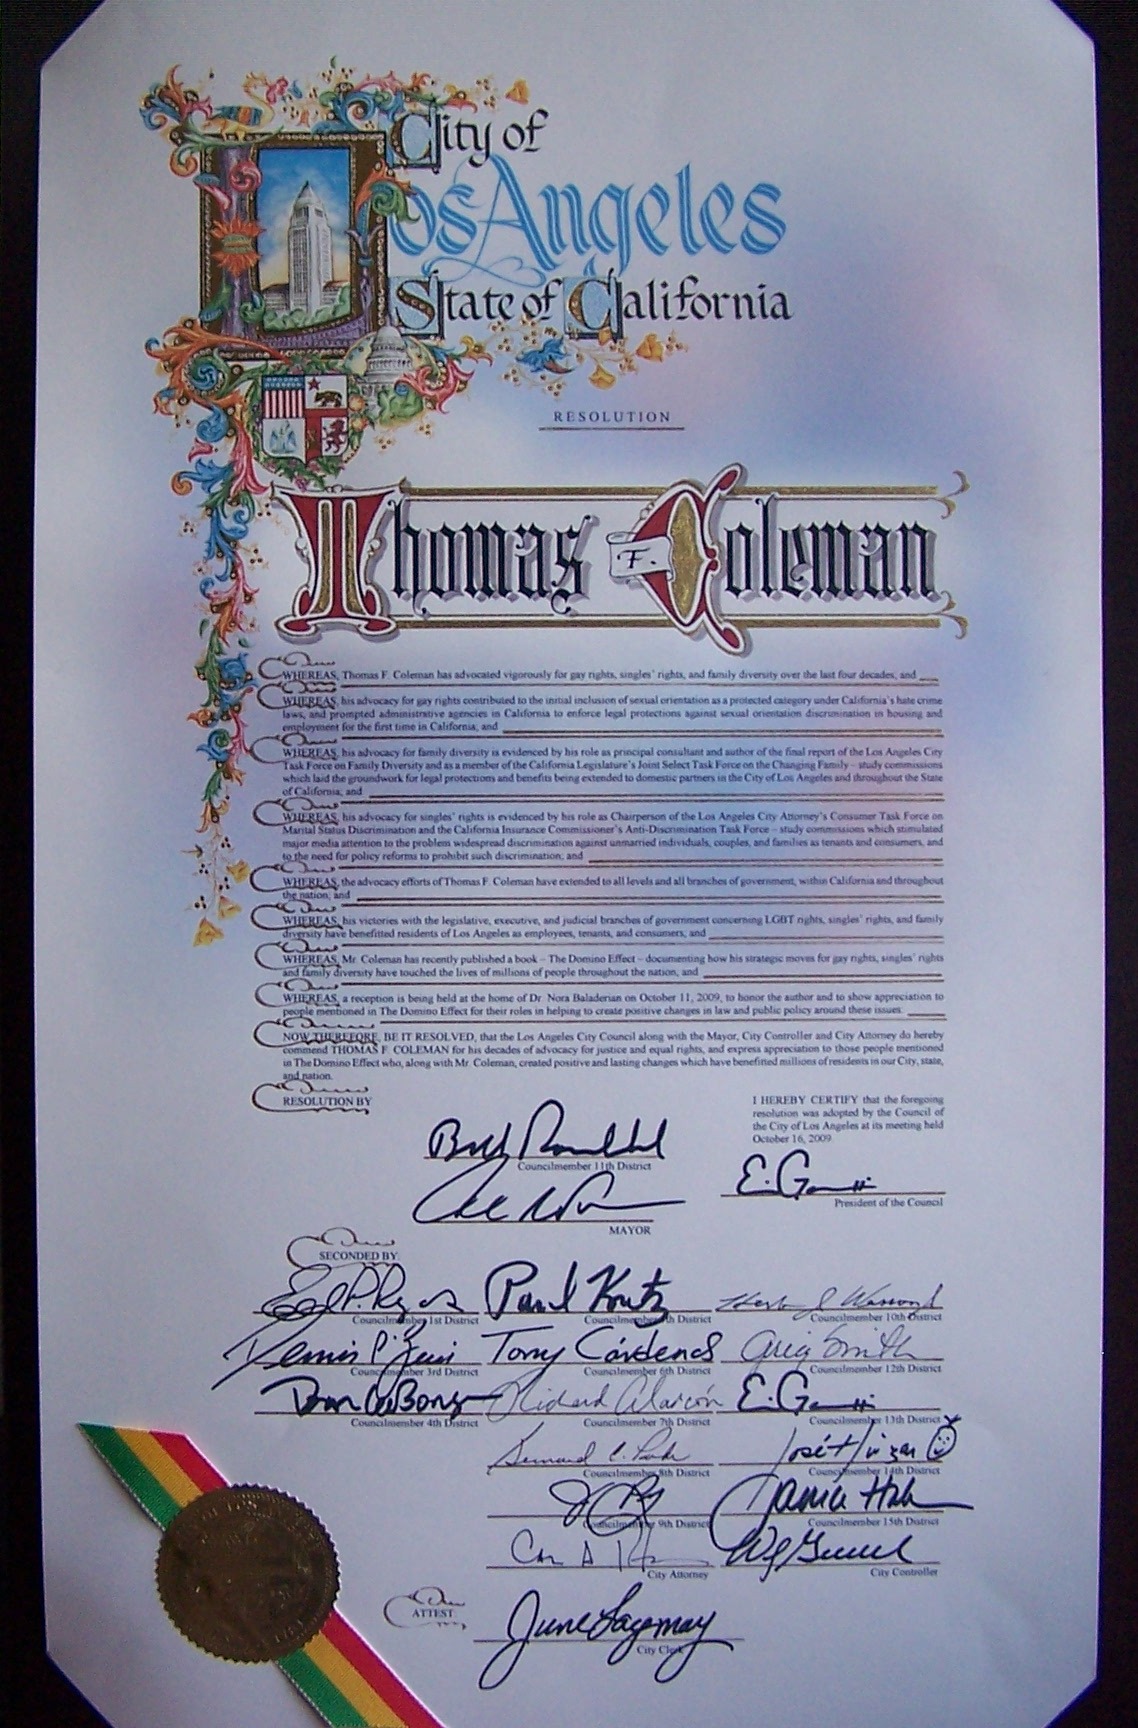 City of
Los Angeles
State of California
RESOLUTION
Thomas F. Coleman
WHEREAS, Thomas F. Coleman has advocated vigorously for gay rights, singles' rights, and family diversity over the last four decades, and
WHEREAS, his advocacy for gay rights contributed to the initial inclusion of sexual orientation as a protected category under California's hate crime
laws, and prompted administrative agencies in California to enforce legal protections against sexual orientation discrimination in housing and
employment for the first time in California, and
WHEREAS, his advocacy for family diversity is evidenced by his role as principal consultant and author of the final report of the Los Angeles City
Task Force on Family Diversity and as a member of the California Legislature's Joint Select Task Force on the Changing Family – study commissions
which laid the groundwork for legal protections and benefits being extended to domestic partners in the City of Los Angeles and throughout the State
of California; and
WHEREAS, his advocacy for singles' rights is evidenced by his role as Chairperson of the Los Angeles City Attorney's Consumer Task Force on
Marital Status Discrimination and the California Insurance Commissioner's Anti-Discrimination Task Force – study commissions which stimulated
major media attention to the problem widespread discrimination against unmarried individuals, couples, and families as tenants and consumers, and
to the need for policy reforms to prohibit such discrimination; and
WHEREAS, the advocacy efforts of Thomas F. Coleman have extended to all levels and all branches of government, within California and throughout
the nation; and
WHEREAS, his victories with the legislative, executive, and judicial branches of government concerning LGBT rights, singles' rights, and family
diversity have benefitted residents of Los Angeles as employees, tenants, and consumers, and
WHEREAS, Mr. Coleman has recently published a book – The Domino Effect – documenting how his strategic moves for gay rights, singles' rights
and family diversity have touched the lives of millions of people throughout the nation, and
WHEREAS, a reception is being held at the home of Dr. Nora Baladerian on October 11, 2009, to honor the author and to show appreciation to
people mentioned in The Domino Effect for their roles in helping to create positive changes in law and public policy around these issues:
NOW THEREFORE, BE IT RESOLVED, that the Los Angeles City Council along with the Mayor, City Controller and City Attorney do hereby
commend THOMAS F. COLEMAN for his decades of advocacy for justice and equal rights, and express appreciation to those people mentioned
in The Domino Effect who, along with Mr. Coleman, created positive and lasting changes which have benefited millions of residents in our City, state,
and nation.
RESOLUTION BY
I HEREBY CERTIFY that the foregoing
resolution was adopted by the Council of
the City of Los Angeles at its meeting held
October 16, 2009
Councilmember 11th District
President of the Council
MAYOR
SECONDED BY:
Ed P. Reyes Paul Koretz
Councilmember 1st District Councilmember District Councilmember 10th District
Tony Cárdenas Greig Smith
Councilmember 3rd District Councilmember 6th District Councilmember 12th District
Richard Alarcón
Councilmember 4th District Councilmember 7th District Councilmember 13th District
José Huizar
Councilmember 8th District Councilmember 14th District
Janice Hahn
Councilmember 9th District Councilmember 15th District
City Attorney City Controller
ATTEST:
June Lagmay
City Clerk